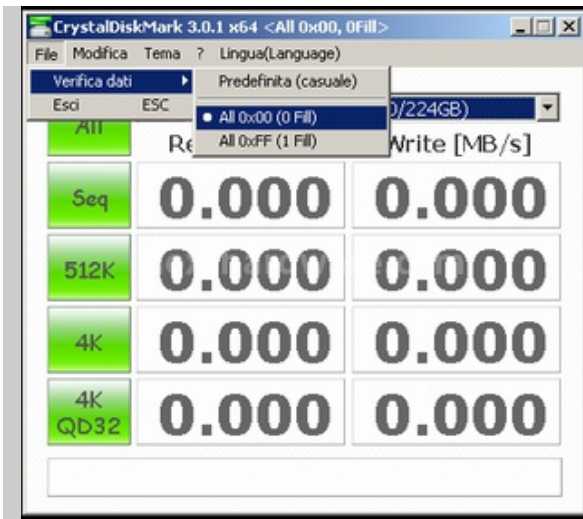 CrystalDiskMark 3.0.1 x64 <All 0x00, 0Fill>
File Modifica Tema ? Lingua(Language)
Verifica dati Predefinita (casuale)
Esci ESC All 0x00 (0 Fill) 0/224GB)
All All 0xFF (1 Fill)
Re Write [MB/s]
Seq 0.000 0.000
512K 0.000 0.000
4K 0.000 0.000
4K QD32 0.000 0.000